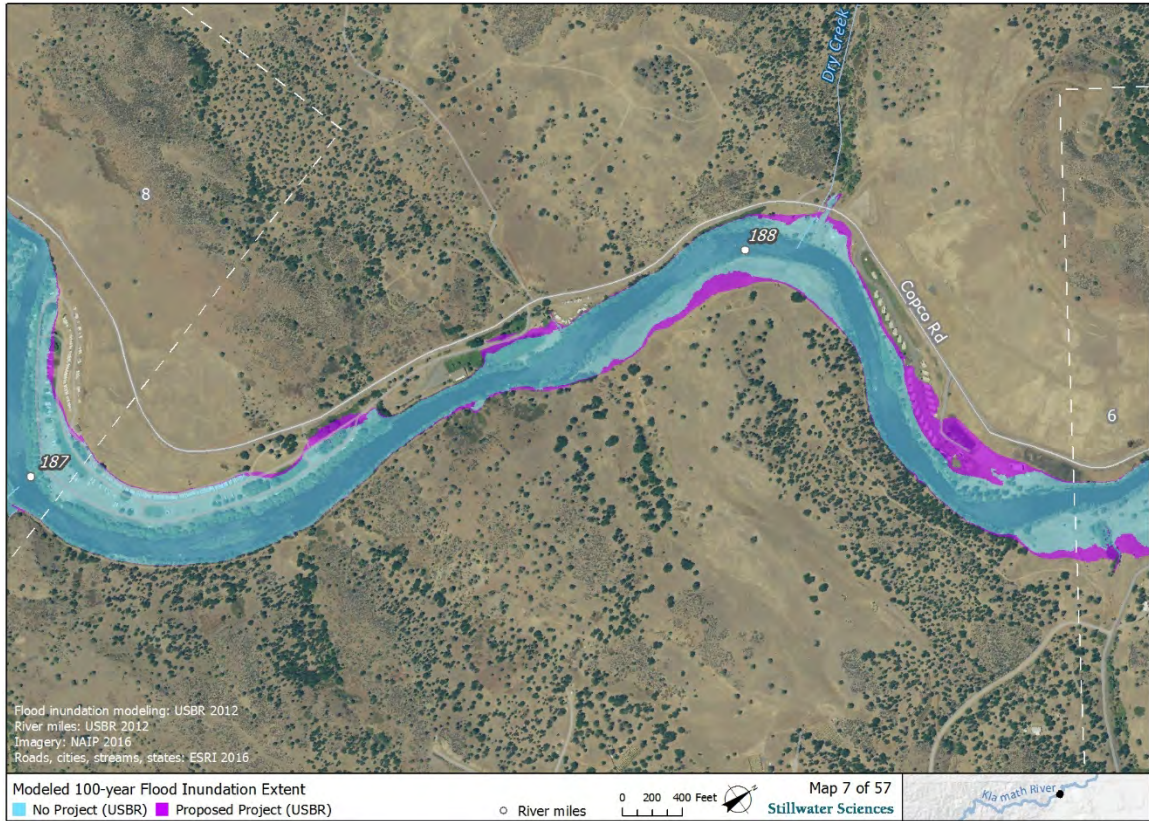 Dry Creek
8
188
Copco Rd
6
187
Flood inundation modeling: USBR 2012
River miles: USBR 2012
Imagery: NAIP 2016
Roads, cities, streams, states: ESRI 2016
Modeled 100-year Flood Inundation Extent
No Project (USBR)
Proposed Project (USBR)
River miles
0 200 400 Feet
N
Map 7 of 57
Stillwater Sciences
Klamath River